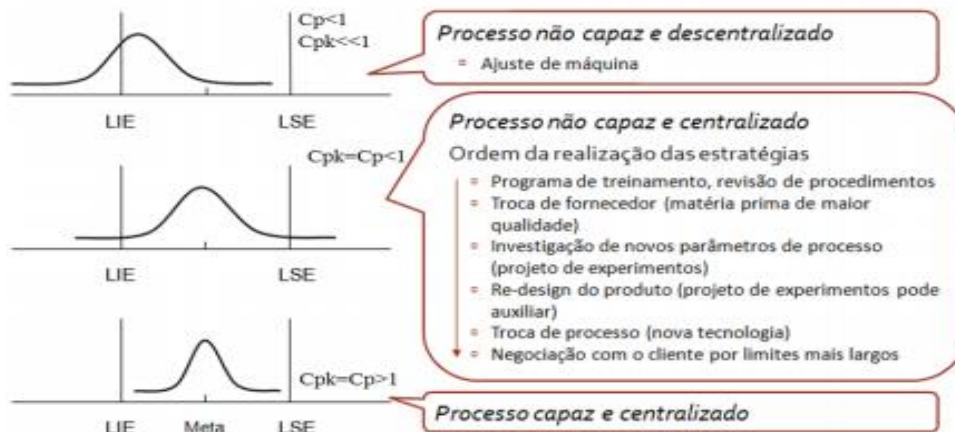 Cp<1
Cpk<<1
LIE
LSE
Processo não capaz e descentralizado
Ajuste de máquina
Cpk=Cp<1
LIE
LSE
Processo não capaz e centralizado
Ordem da realização das estratégias
Programa de treinamento, revisão de procedimentos
Troca de fornecedor (matéria prima de maior
qualidade)
Investigação de novos parâmetros de processo
(projeto de experimentos)
Re-design do produto (projeto de experimentos pode
auxiliar)
Troca de processo (nova tecnologia)
Negociação com o cliente por limites mais largos
Cpk=Cp>1
LIE
Meta
LSE
Processo capaz e centralizado